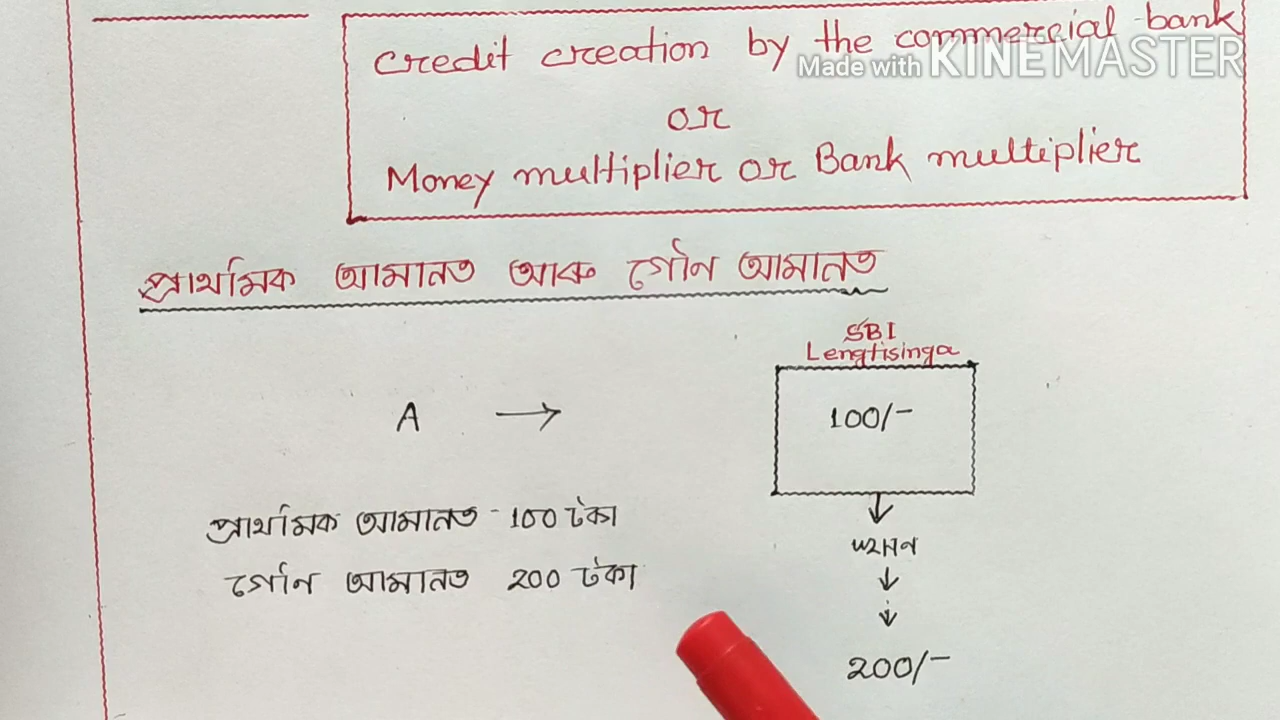 Credit creation by the commercial bank
Made with KINEMASTER
or
Money multiplier or Bank multiplier
প্ৰাথমিক আমানত আৰু গৌন আমানত
SBI
Lengtisinga
A → 100/-
প্ৰাথমিক আমানত - 100 টকা
গৌন আমানত 200 টকা
200/-